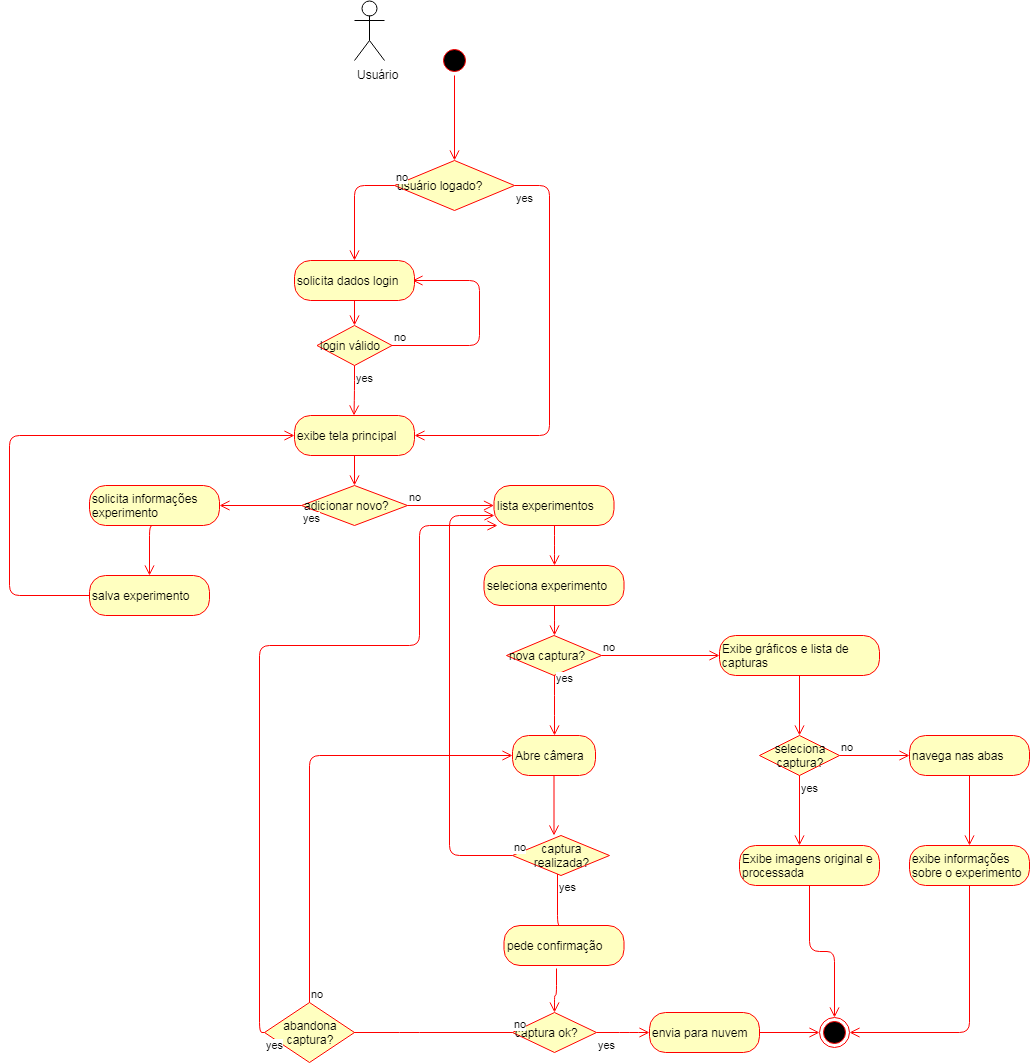 Usuário
no
usuário logado?
yes
solicita dados login
login válido
no
yes
exibe tela principal
solicita informações
experimento
adicionar novo?
yes
no
lista experimentos
salva experimento
seleciona experimento
nova captura?
no
yes
Exibe gráficos e lista de
capturas
Abre câmera
seleciona
captura?
no
yes
navega nas abas
no
captura
realizada?
yes
Exibe imagens original e
processada
exibe informações
sobre o experimento
pede confirmação
no
abandona
captura?
yes
no
captura ok?
yes
envia para nuvem